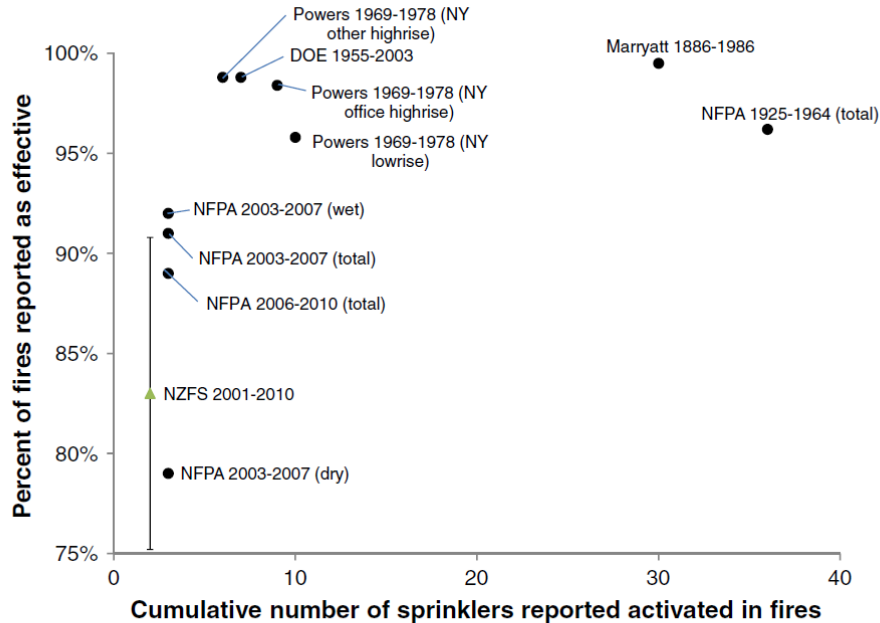 Powers 1969-1978 (NY
other highrise)
DOE 1955-2003
Marryatt 1886-1986
Powers 1969-1978 (NY
office highrise)
NFPA 1925-1964 (total)
Powers 1969-1978 (NY
lowrise)
NFPA 2003-2007 (wet)
NFPA 2003-2007 (total)
NFPA 2006-2010 (total)
NZFS 2001-2010
NFPA 2003-2007 (dry)
100%
95%
90%
85%
80%
75%
0
10
20
30
40
Percent of fires reported as effective
Cumulative number of sprinklers reported activated in fires